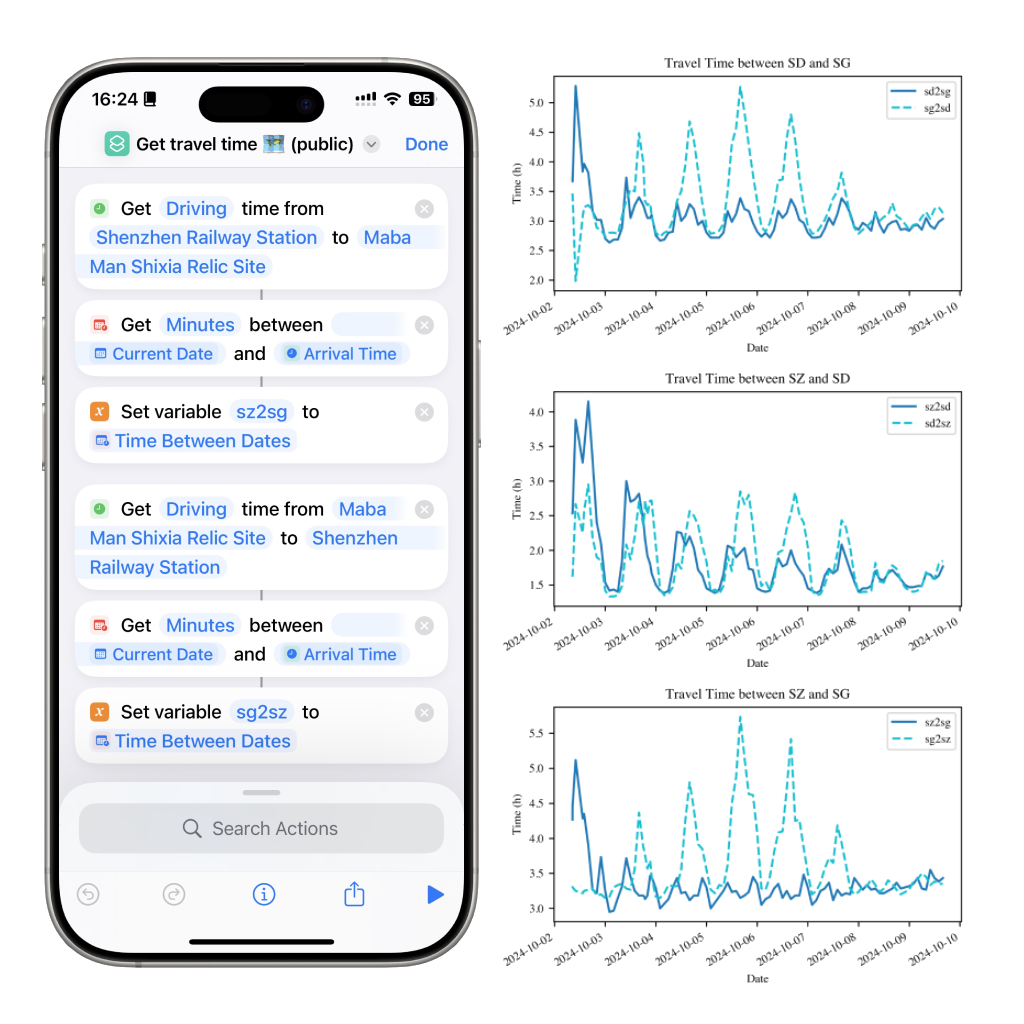 16:24
95
Get travel time (public)
Done
Get Driving time from
Shenzhen Railway Station to Maba
Man Shixia Relic Site
Get Minutes between
Current Date and Arrival Time
Set variable sz2sg to
Time Between Dates
Get Driving time from Maba
Man Shixia Relic Site to Shenzhen
Railway Station
Get Minutes between
Current Date and Arrival Time
Set variable sg2sz to
Time Between Dates
Search Actions
Travel Time between SD and SG
sd2sg
sg2sd
Time (h)
5.0
4.5
4.0
3.5
3.0
2.5
2.0
2024-10-02
2024-10-03
2024-10-04
2024-10-05
2024-10-06
2024-10-07
2024-10-08
2024-10-09
2024-10-10
Date
Travel Time between SZ and SD
sz2sd
sd2sz
Time (h)
4.0
3.5
3.0
2.5
2.0
1.5
2024-10-02
2024-10-03
2024-10-04
2024-10-05
2024-10-06
2024-10-07
2024-10-08
2024-10-09
2024-10-10
Date
Travel Time between SZ and SG
sz2sg
sg2sz
Time (h)
5.5
5.0
4.5
4.0
3.5
3.0
2024-10-02
2024-10-03
2024-10-04
2024-10-05
2024-10-06
2024-10-07
2024-10-08
2024-10-09
2024-10-10
Date